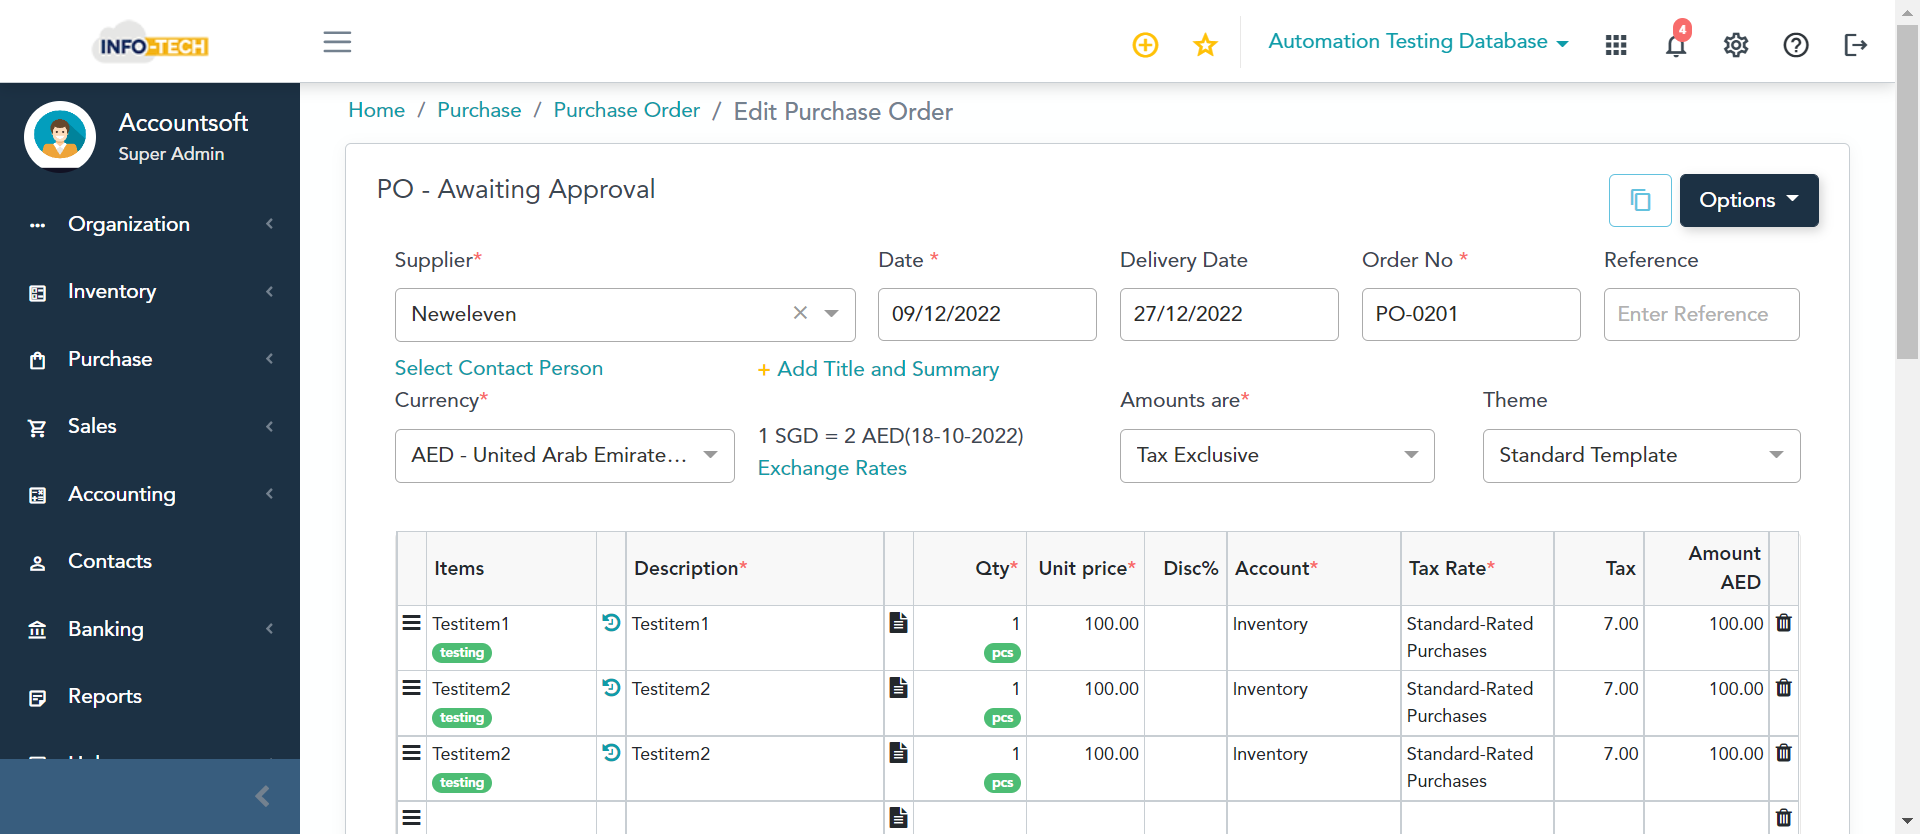 INFO-TECH
Automation Testing Database
4
Accountsoft
Super Admin
Organization
Inventory
Purchase
Sales
Accounting
Contacts
Banking
Reports
Home / Purchase / Purchase Order / Edit Purchase Order
PO - Awaiting Approval
Options
Supplier* Date * Delivery Date Order No * Reference
Neweleven 09/12/2022 27/12/2022 PO-0201 Enter Reference
Select Contact Person + Add Title and Summary
Currency* Amounts are* Theme
1 SGD = 2 AED(18-10-2022)
AED - United Arab Emirate... Tax Exclusive Standard Template
Exchange Rates
Items Description* Qty* Unit price* Disc% Account* Tax Rate* Tax Amount
AED
Testitem1 Testitem1 1 100.00 Inventory Standard-Rated 7.00 100.00
testing pcs Purchases
Testitem2 Testitem2 1 100.00 Inventory Standard-Rated 7.00 100.00
testing pcs Purchases
Testitem2 Testitem2 1 100.00 Inventory Standard-Rated 7.00 100.00
testing pcs Purchases